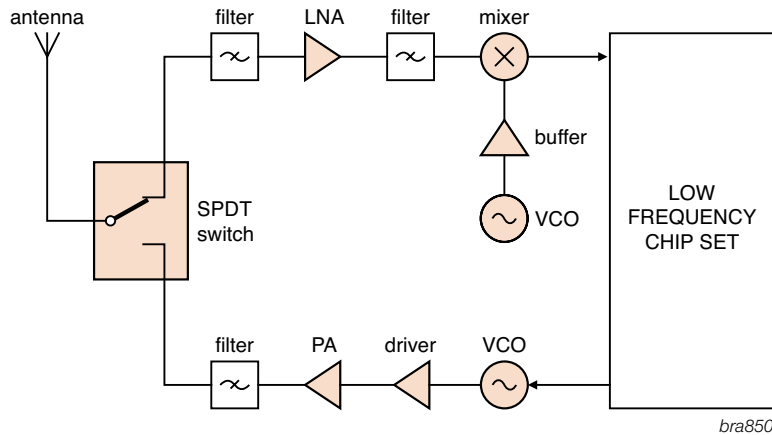 antenna
filter
LNA
filter
mixer
buffer
VCO
SPDT
switch
LOW
FREQUENCY
CHIP SET
filter
PA
driver
VCO
bra850